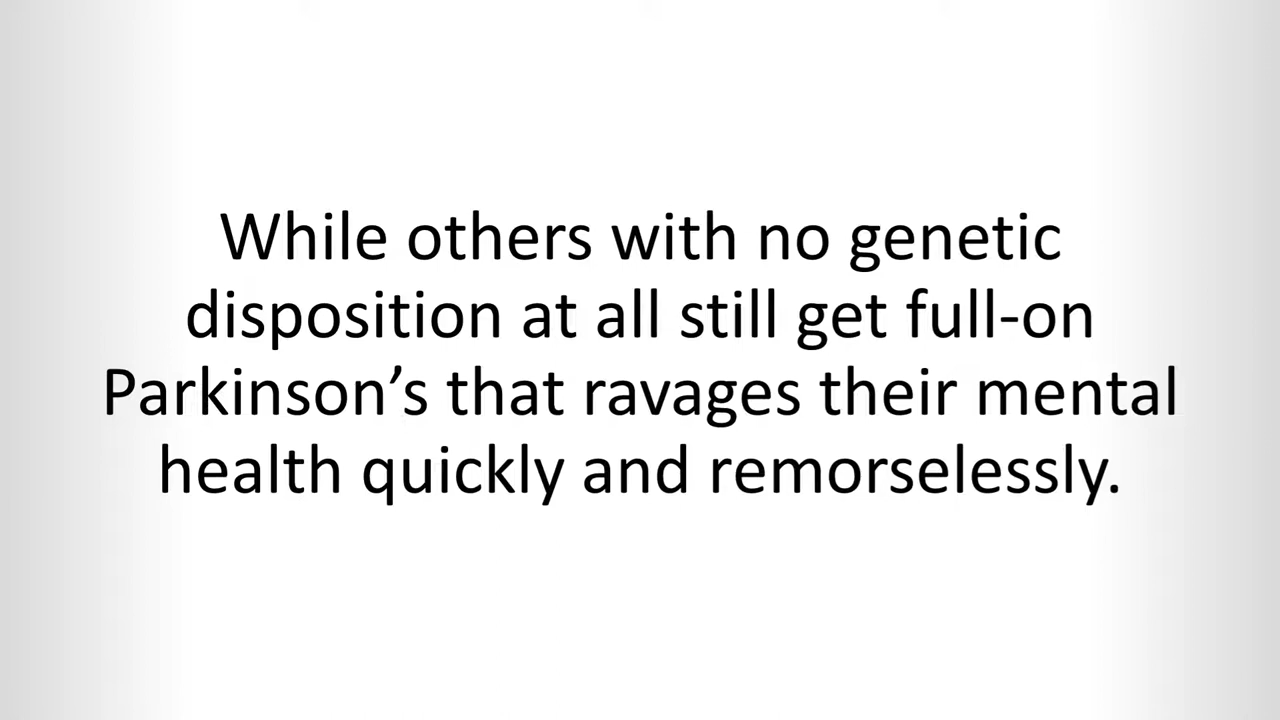 While others with no genetic
disposition at all still get full-on
Parkinson’s that ravages their mental
health quickly and remorselessly.